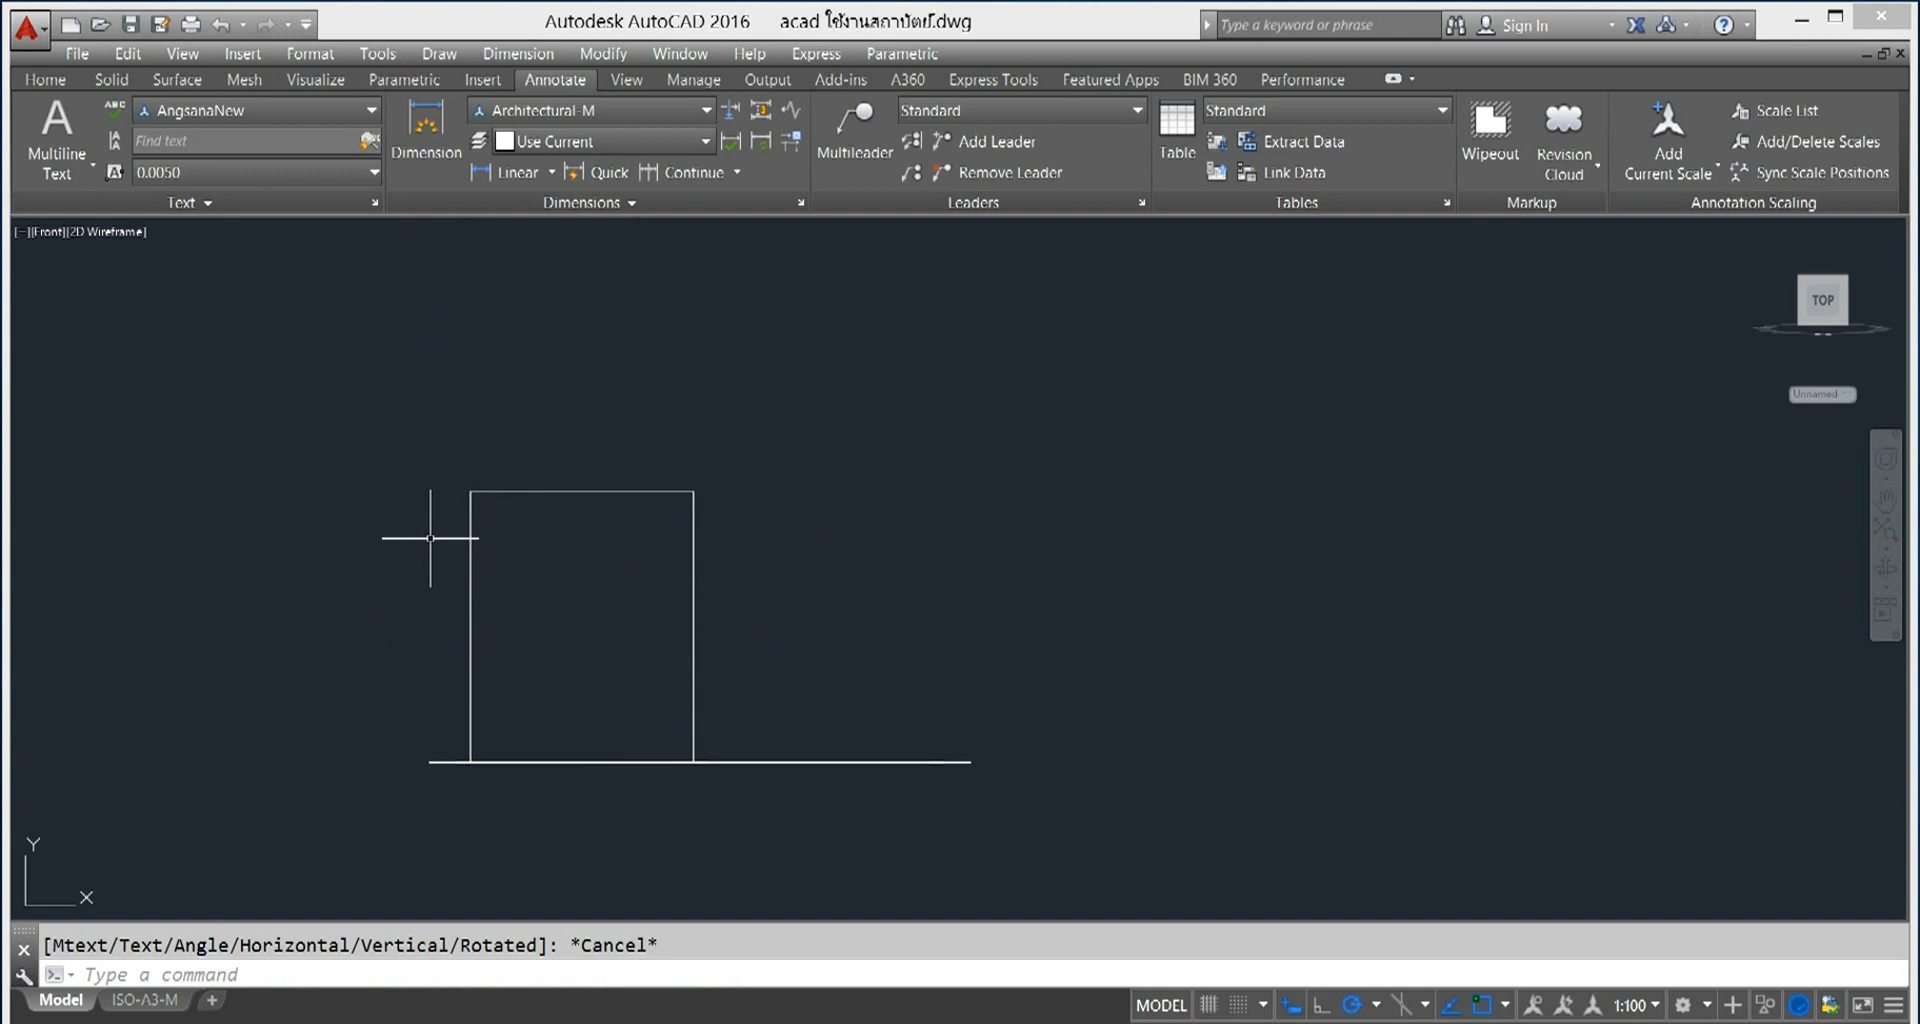 Autodesk AutoCAD 2016 acad ใช้งานสถาปัตย์.dwg
Type a keyword or phrase
Sign In
File Edit View Insert Format Tools Draw Dimension Modify Window Help Express Parametric
Home Solid Surface Mesh Visualize Parametric Insert Annotate View Manage Output Add-ins A360 Express Tools Featured Apps BIM 360 Performance
Multiline Text
ABC
AngsanaNew
Find text
0.0050
Text
Dimension
Architectural-M
Use Current
Linear Quick Continue
Dimensions
Multileader
Standard
Add Leader
Remove Leader
Leaders
Table
Standard
Extract Data
Link Data
Tables
Wipeout
Revision Cloud
Markup
Add Current Scale
Scale List
Add/Delete Scales
Sync Scale Positions
Annotation Scaling
[−][Front][2D Wireframe]
TOP
Unnamed
Y
X
[Mtext/Text/Angle/Horizontal/Vertical/Rotated]: *Cancel*
Type a command
Model ISO-A3-M +
MODEL 1:100